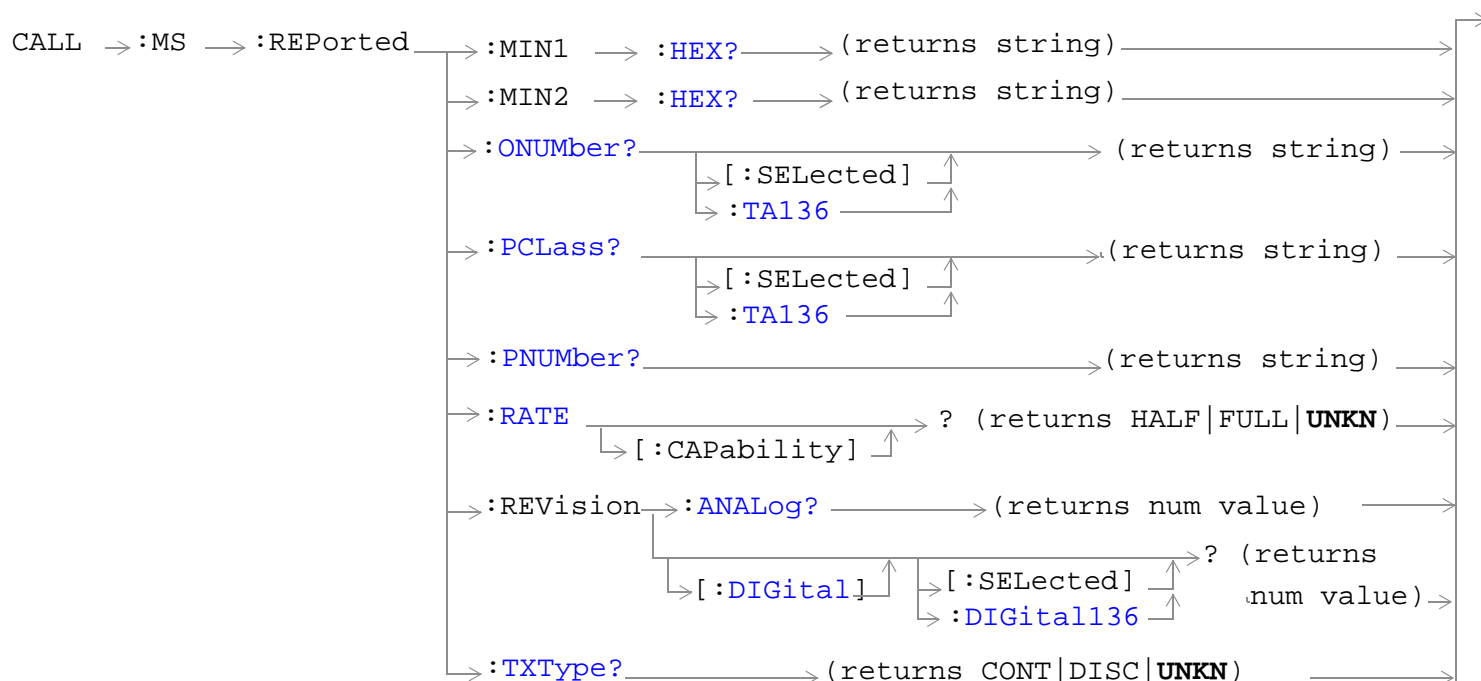 CALL :MS :REPorted :MIN1 :HEX? (returns string)
:MIN2 :HEX? (returns string)
:ONUMber? (returns string)
[:SELected]
:TA136
:PCLass? (returns string)
[:SELected]
:TA136
:PNUMber? (returns string)
:RATE ? (returns HALF|FULL|UNKN)
[:CAPability]
:REVision :ANALog? (returns num value)
? (returns
[:DIGital] [:SELected] num value)
:DIGital136
:TXType? (returns CONT|DISC|UNKN)